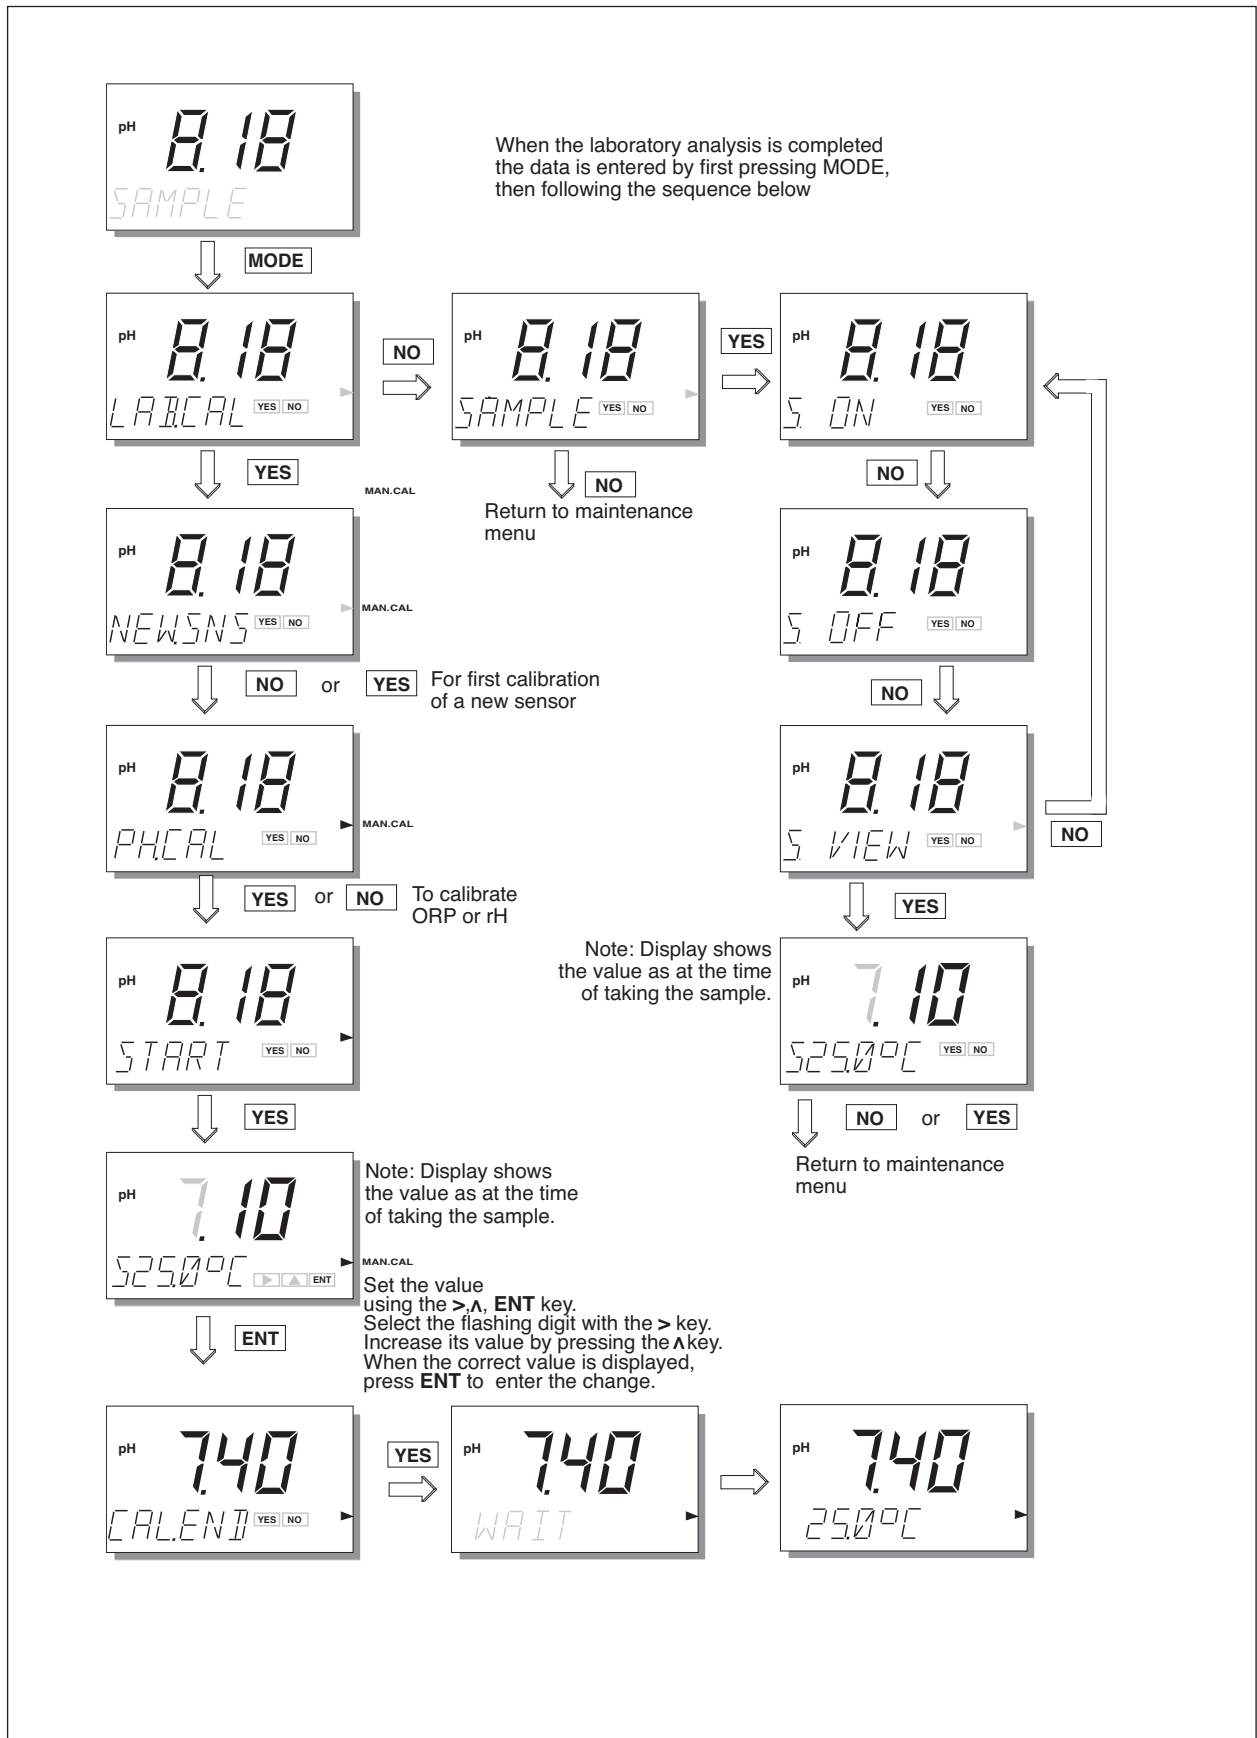 pH 8.18
SAMPLE
When the laboratory analysis is completed
the data is entered by first pressing MODE,
then following the sequence below
MODE
pH 8.18
LAB.CAL YES NO
NO
pH 8.18
SAMPLE YES NO
YES
pH 8.18
S. ON YES NO
YES
MAN.CAL
NO
Return to maintenance
menu
NO
pH 8.18
NEW.SNS YES NO
MAN.CAL
pH 8.18
S. OFF YES NO
NO or YES
For first calibration
of a new sensor
NO
pH 8.18
PH.CAL YES NO
MAN.CAL
pH 8.18
S. VIEW YES NO
NO
YES or NO
To calibrate
ORP or rH
YES
pH 8.18
START YES NO
Note: Display shows
the value as at the time
of taking the sample.
pH 7.10
S25.0°C YES NO
YES
NO or YES
Return to maintenance
menu
pH 7.10
S25.0°C ENT
Note: Display shows
the value as at the time
of taking the sample.
MAN.CAL
Set the value
using the >,∧, ENT key.
Select the flashing digit with the > key.
Increase its value by pressing the ∧ key.
When the correct value is displayed,
press ENT to enter the change.
ENT
pH 7.40
CAL.END YES NO
YES
pH 7.40
WAIT
pH 7.40
25.0°C